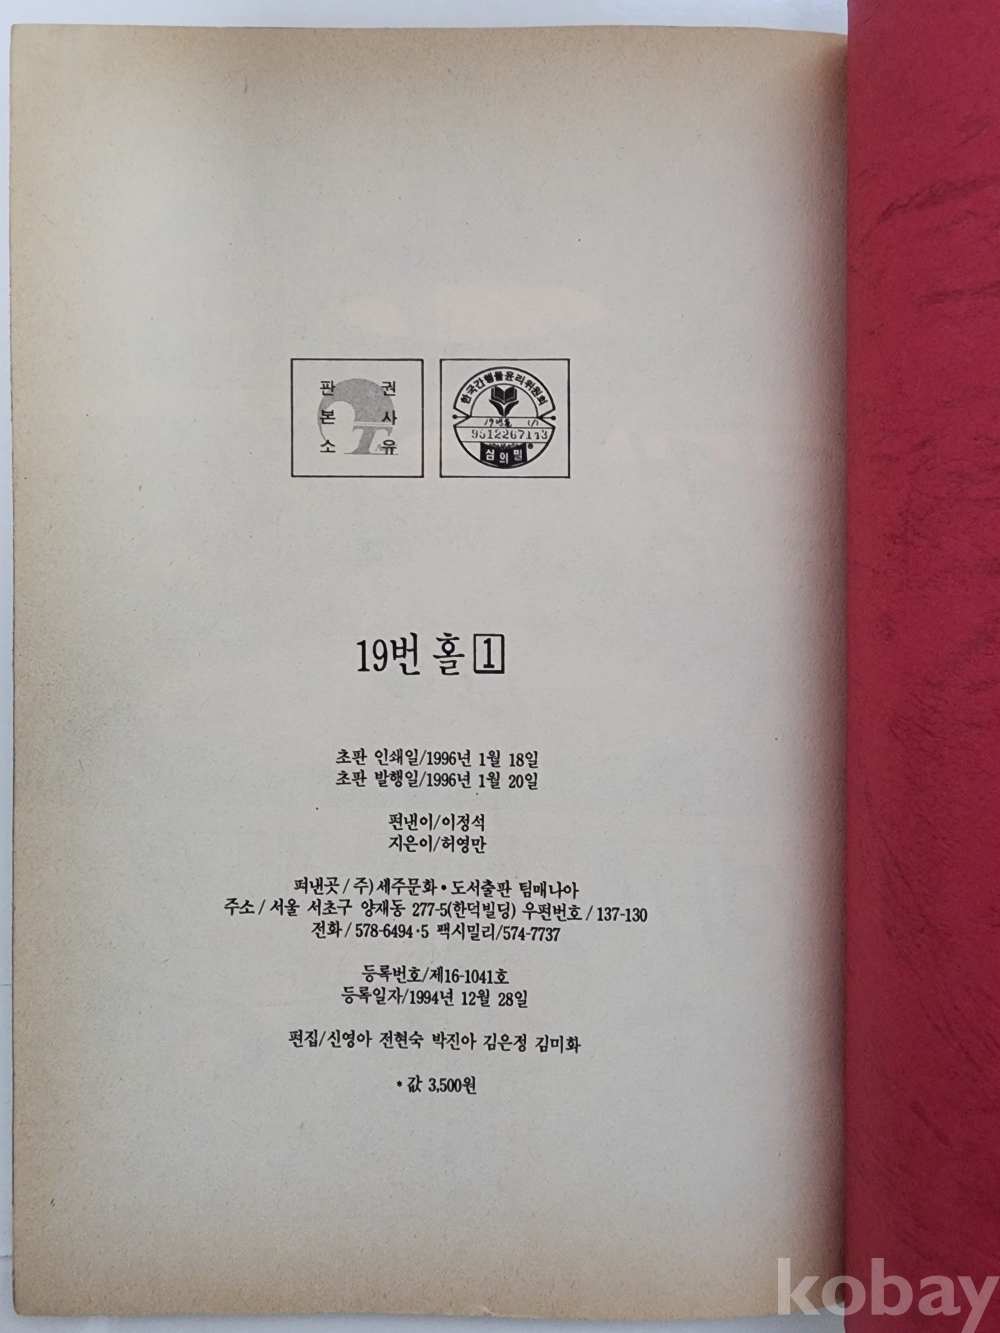 판 권
본 사
소 유
한국간행물윤리위원회
심의필
19번 홀 1
초판 인쇄일/1996년 1월 18일
초판 발행일/1996년 1월 20일
편낸이/이정석
지은이/허영만
펴낸곳/주)세주문화•도서출판 팀매니아
주소/서울 서초구 양재동 277-5(한덕빌딩) 우편번호/137-130
전화/578-6494·5 팩시밀리/574-7737
등록번호/제16-1041호
등록일자/1994년 12월 28일
편집/신영아 전현숙 박진아 김은정 김미화
*값 3,500원
kobay